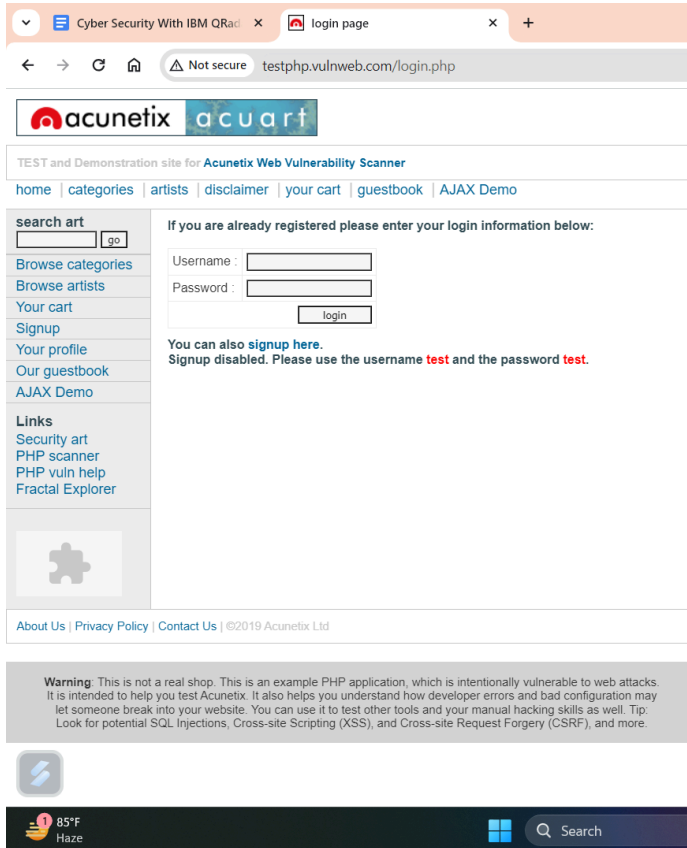 Cyber Security With IBM QRad
login page
Not secure
testphp.vulnweb.com/login.php
acunetix acuart
TEST and Demonstration site for Acunetix Web Vulnerability Scanner
home | categories | artists | disclaimer | your cart | guestbook | AJAX Demo
search art
go
Browse categories
Browse artists
Your cart
Signup
Your profile
Our guestbook
AJAX Demo
Links
Security art
PHP scanner
PHP vuln help
Fractal Explorer
If you are already registered please enter your login information below:
Username :
Password :
login
You can also signup here.
Signup disabled. Please use the username test and the password test.
About Us | Privacy Policy | Contact Us | ©2019 Acunetix Ltd
Warning: This is not a real shop. This is an example PHP application, which is intentionally vulnerable to web attacks.
It is intended to help you test Acunetix. It also helps you understand how developer errors and bad configuration may
let someone break into your website. You can use it to test other tools and your manual hacking skills as well. Tip:
Look for potential SQL Injections, Cross-site Scripting (XSS), and Cross-site Request Forgery (CSRF), and more.
1
85°F
Haze
Search